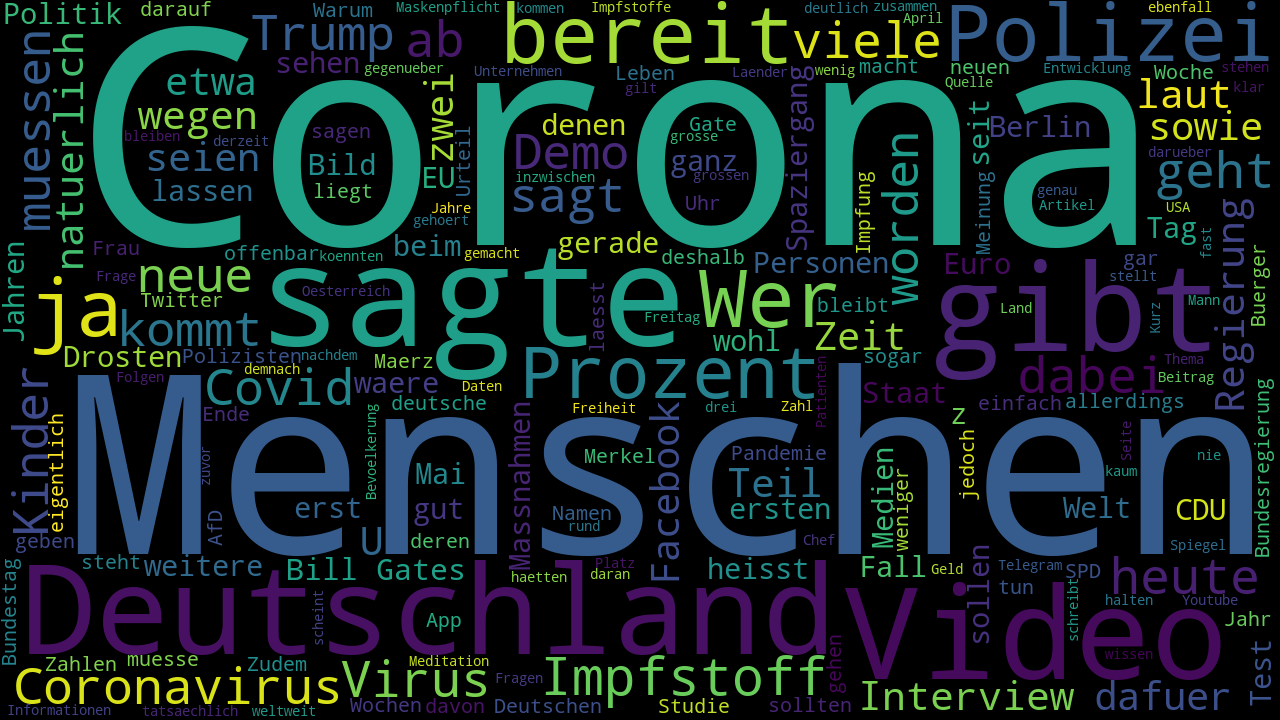 Politik
darauf
Warum
Maskenpflicht
kommen
Impfstoffe
deutlich
zusammen
ebenfall
Trump
ab
bereit
viele
April
Polizei
sehen
gegenueber
Unternehmen
Leben
Laender
wenig
macht
neuen
Entwicklung
Woche
stehen
muessen
natuerlich
etwa
gilt
Quelle
klar
Corona
wegen
zwei
denen
Gate
laut
sowie
bleiben
derzeit
sagen
Urteil
Demo
grosse
Spaziergang
seit
Berlin
seien
Bild
EU
inzwischen
ganz
grossen
worden
darueber
geht
lassen
liegt
Jahre
sagt
Uhr
Impfung
Meinung
genau
Artikel
USA
gehoert
Tag
Regierung
fast
Frau
offenbar
koennten
beim
gemacht
gerade
deshalb
Personen
Euro
gar
Buerger
Jahren
Frage
neue
Oesterreich
sagte
laesst
Wer
gibt
stellt
ja
Twitter
Freitag
bleibt
Land
Kurz
Mann
kommt
wohl
Zeit
Drosten
Polizisten
nachdem
Maerz
Prozent
sogar
dabei
Thema
demnach
Folgen
Covid
waere
Daten
Patienten
Staat
Beitrag
Kinder
eigentlich
Ende
deutsche
Freiheit
drei
Zahl
z
einfach
allerdings
Menschen
zuvor
Bevoelkerung
Massnahmen
Facebook
Merkel
Pandemie
Medien
jedoch
Seite
nie
Bundesregierung
Mai
Teil
weniger
kaum
AfD
erst
gut
Namen
ersten
Welt
CDU
geben
U
deren
rund
Chef
Spiegel
Bundestag
steht
weitere
Bill Gates
haetten
Platz
daran
heisst
Fall
Geld
sollen
Telegram
SPD
heute
tun
Deutschland
scheint
App
Video
schreibt
halten
Youtube
Jahr
Zahlen
muesse
Zudem
Meditation
gehen
wissen
Test
Coronavirus
Virus
Fragen
Impfstoff
Interview
dafuer
Informationen
tatsaechlich
weltweit
Wochen
davon
Deutschen
Studie
sollten